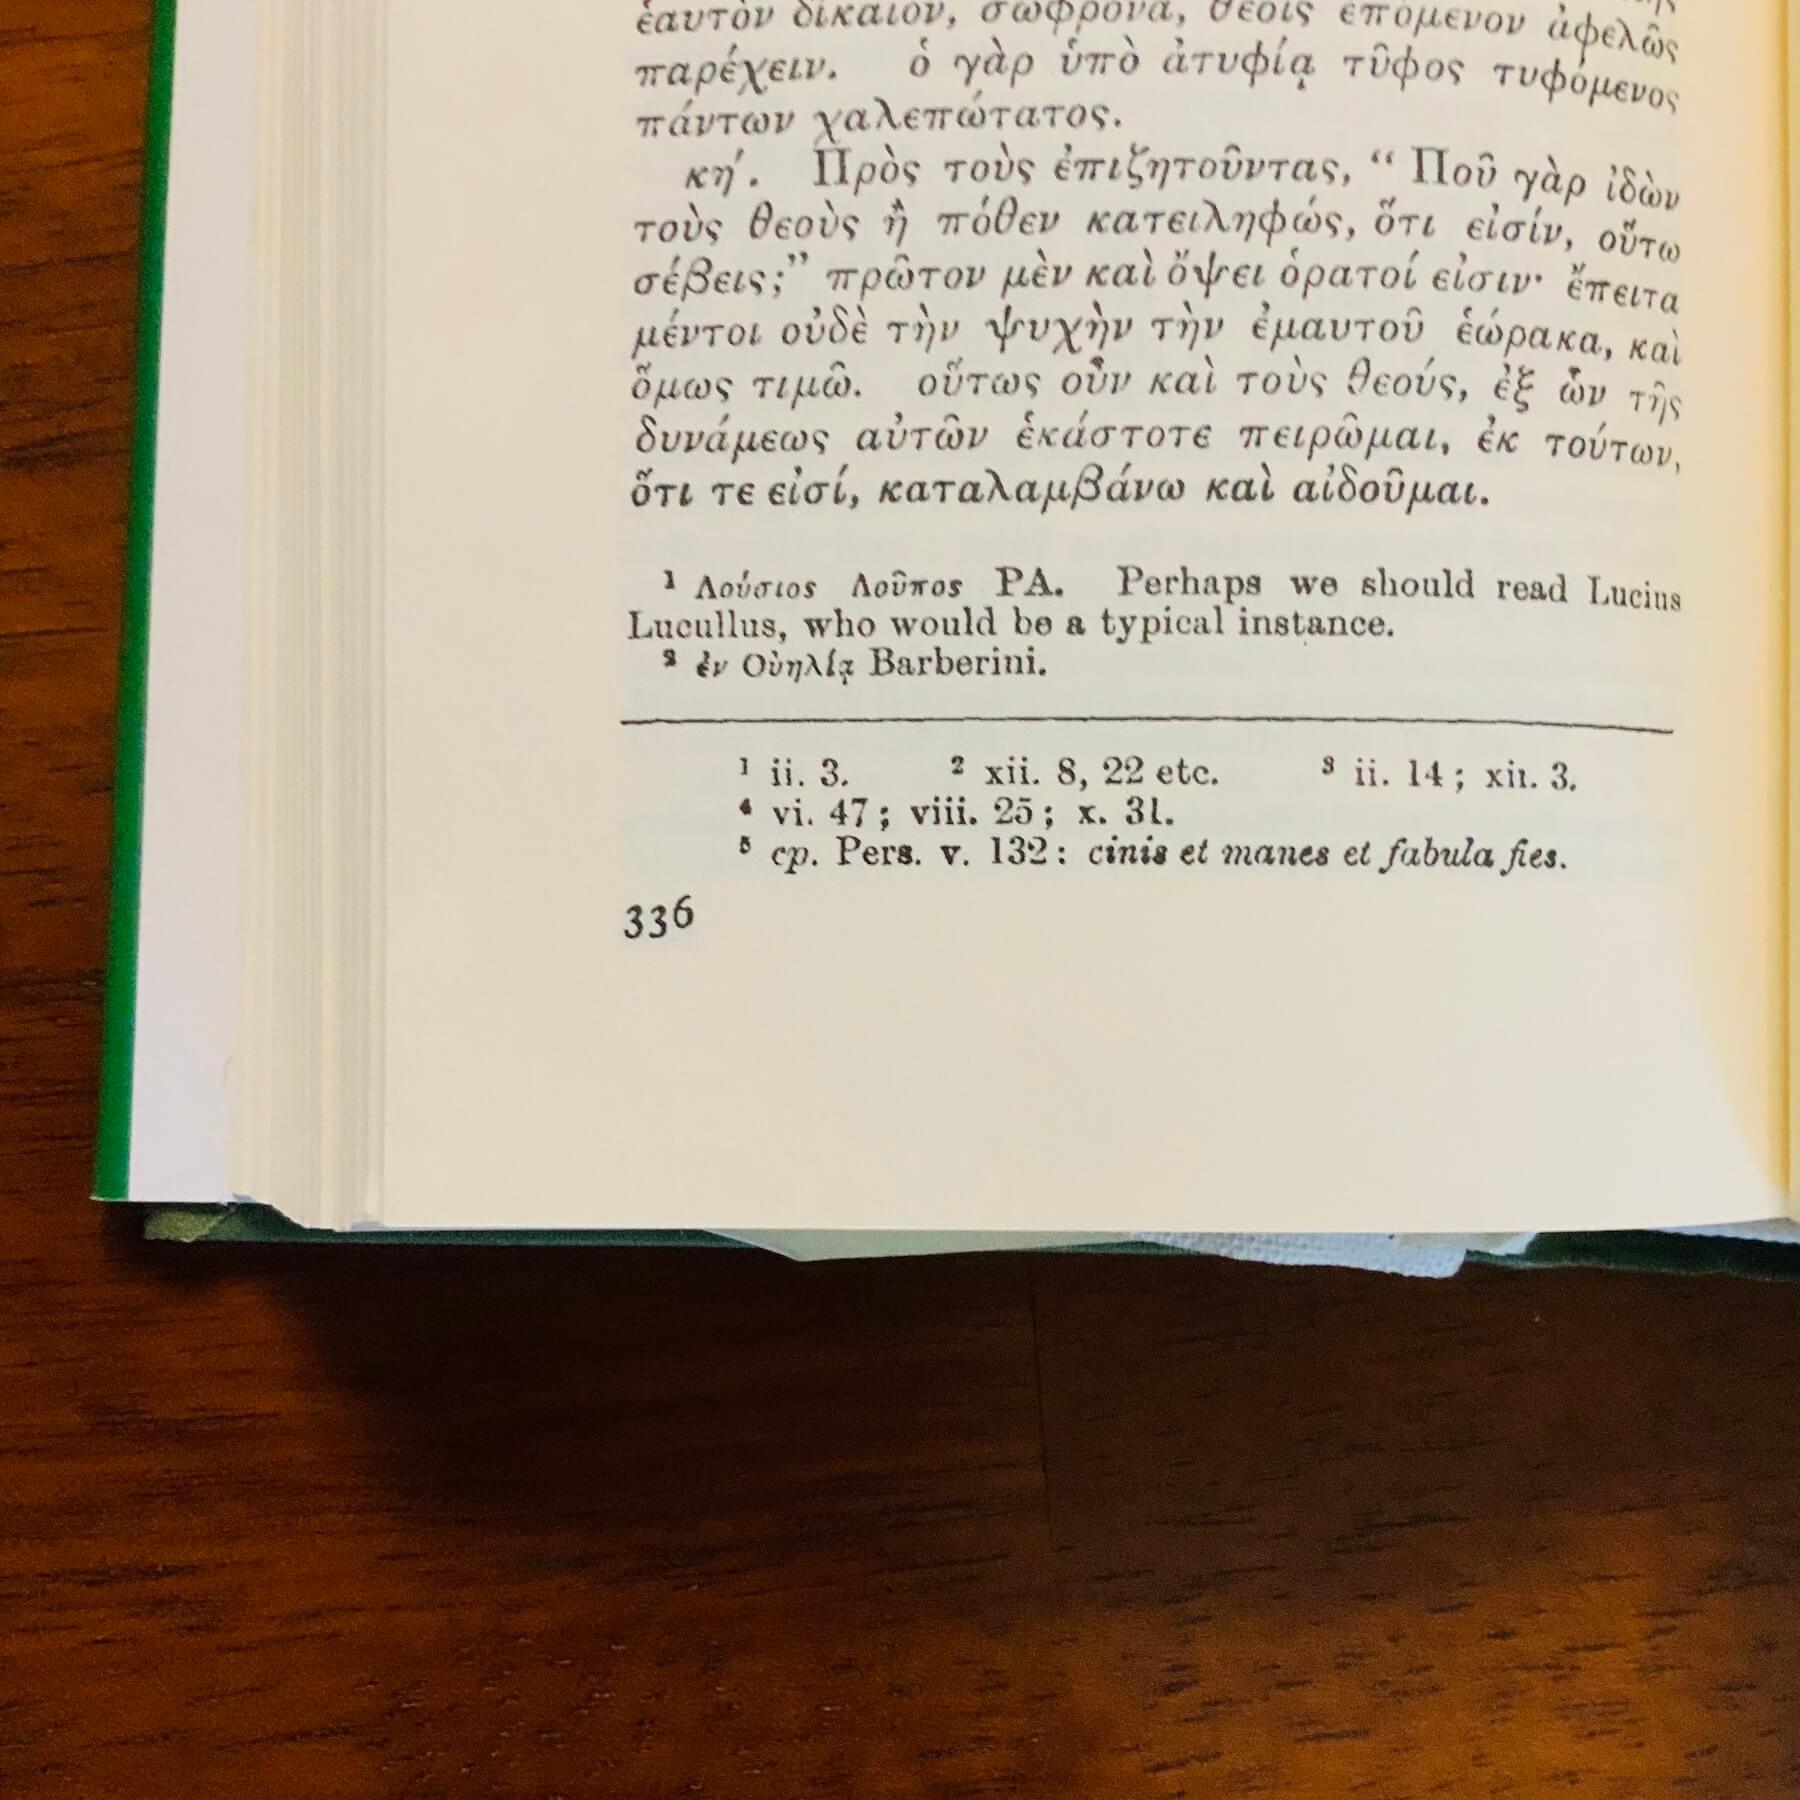 ἑαυτὸν δίκαιον, σώφρονα, θεοῖς ἑπόμενον ἀφελῶς
παρέχειν. ὁ γὰρ ὑπὸ ἀτυφίᾳ τῦφος τυφόμενος
πάντων χαλεπώτατος.
κη΄. Πρὸς τοὺς ἐπιζητοῦντας, “ Ποῦ γὰρ ἰδὼν
τοὺς θεοὺς ἢ πόθεν κατειληφώς, ὅτι εἰσίν, οὕτω
σέβεις;” πρῶτον μὲν καὶ ὄψει ὁρατοί εἰσιν· ἔπειτα
μέντοι οὐδὲ τὴν ψυχὴν τὴν ἐμαυτοῦ ἑώρακα, καὶ
ὅμως τιμῶ. οὕτως οὖν καὶ τοὺς θεούς, ἐξ ὧν τῆς
δυνάμεως αὐτῶν ἑκάστοτε πειρῶμαι, ἐκ τούτων,
ὅτι τε εἰσί, καταλαμβάνω καὶ αἰδοῦμαι.
¹ Λούσιος Λοῦπος PA. Perhaps we should read Lucius
Lucullus, who would be a typical instance.
² ἐν Οὐηλίᾳ Barberini.
¹ ii. 3. ² xii. 8, 22 etc. ³ ii. 14 ; xii. 3.
⁴ vi. 47 ; viii. 25 ; x. 31.
⁵ cp. Pers. v. 132 : cinis et manes et fabula fies.
336